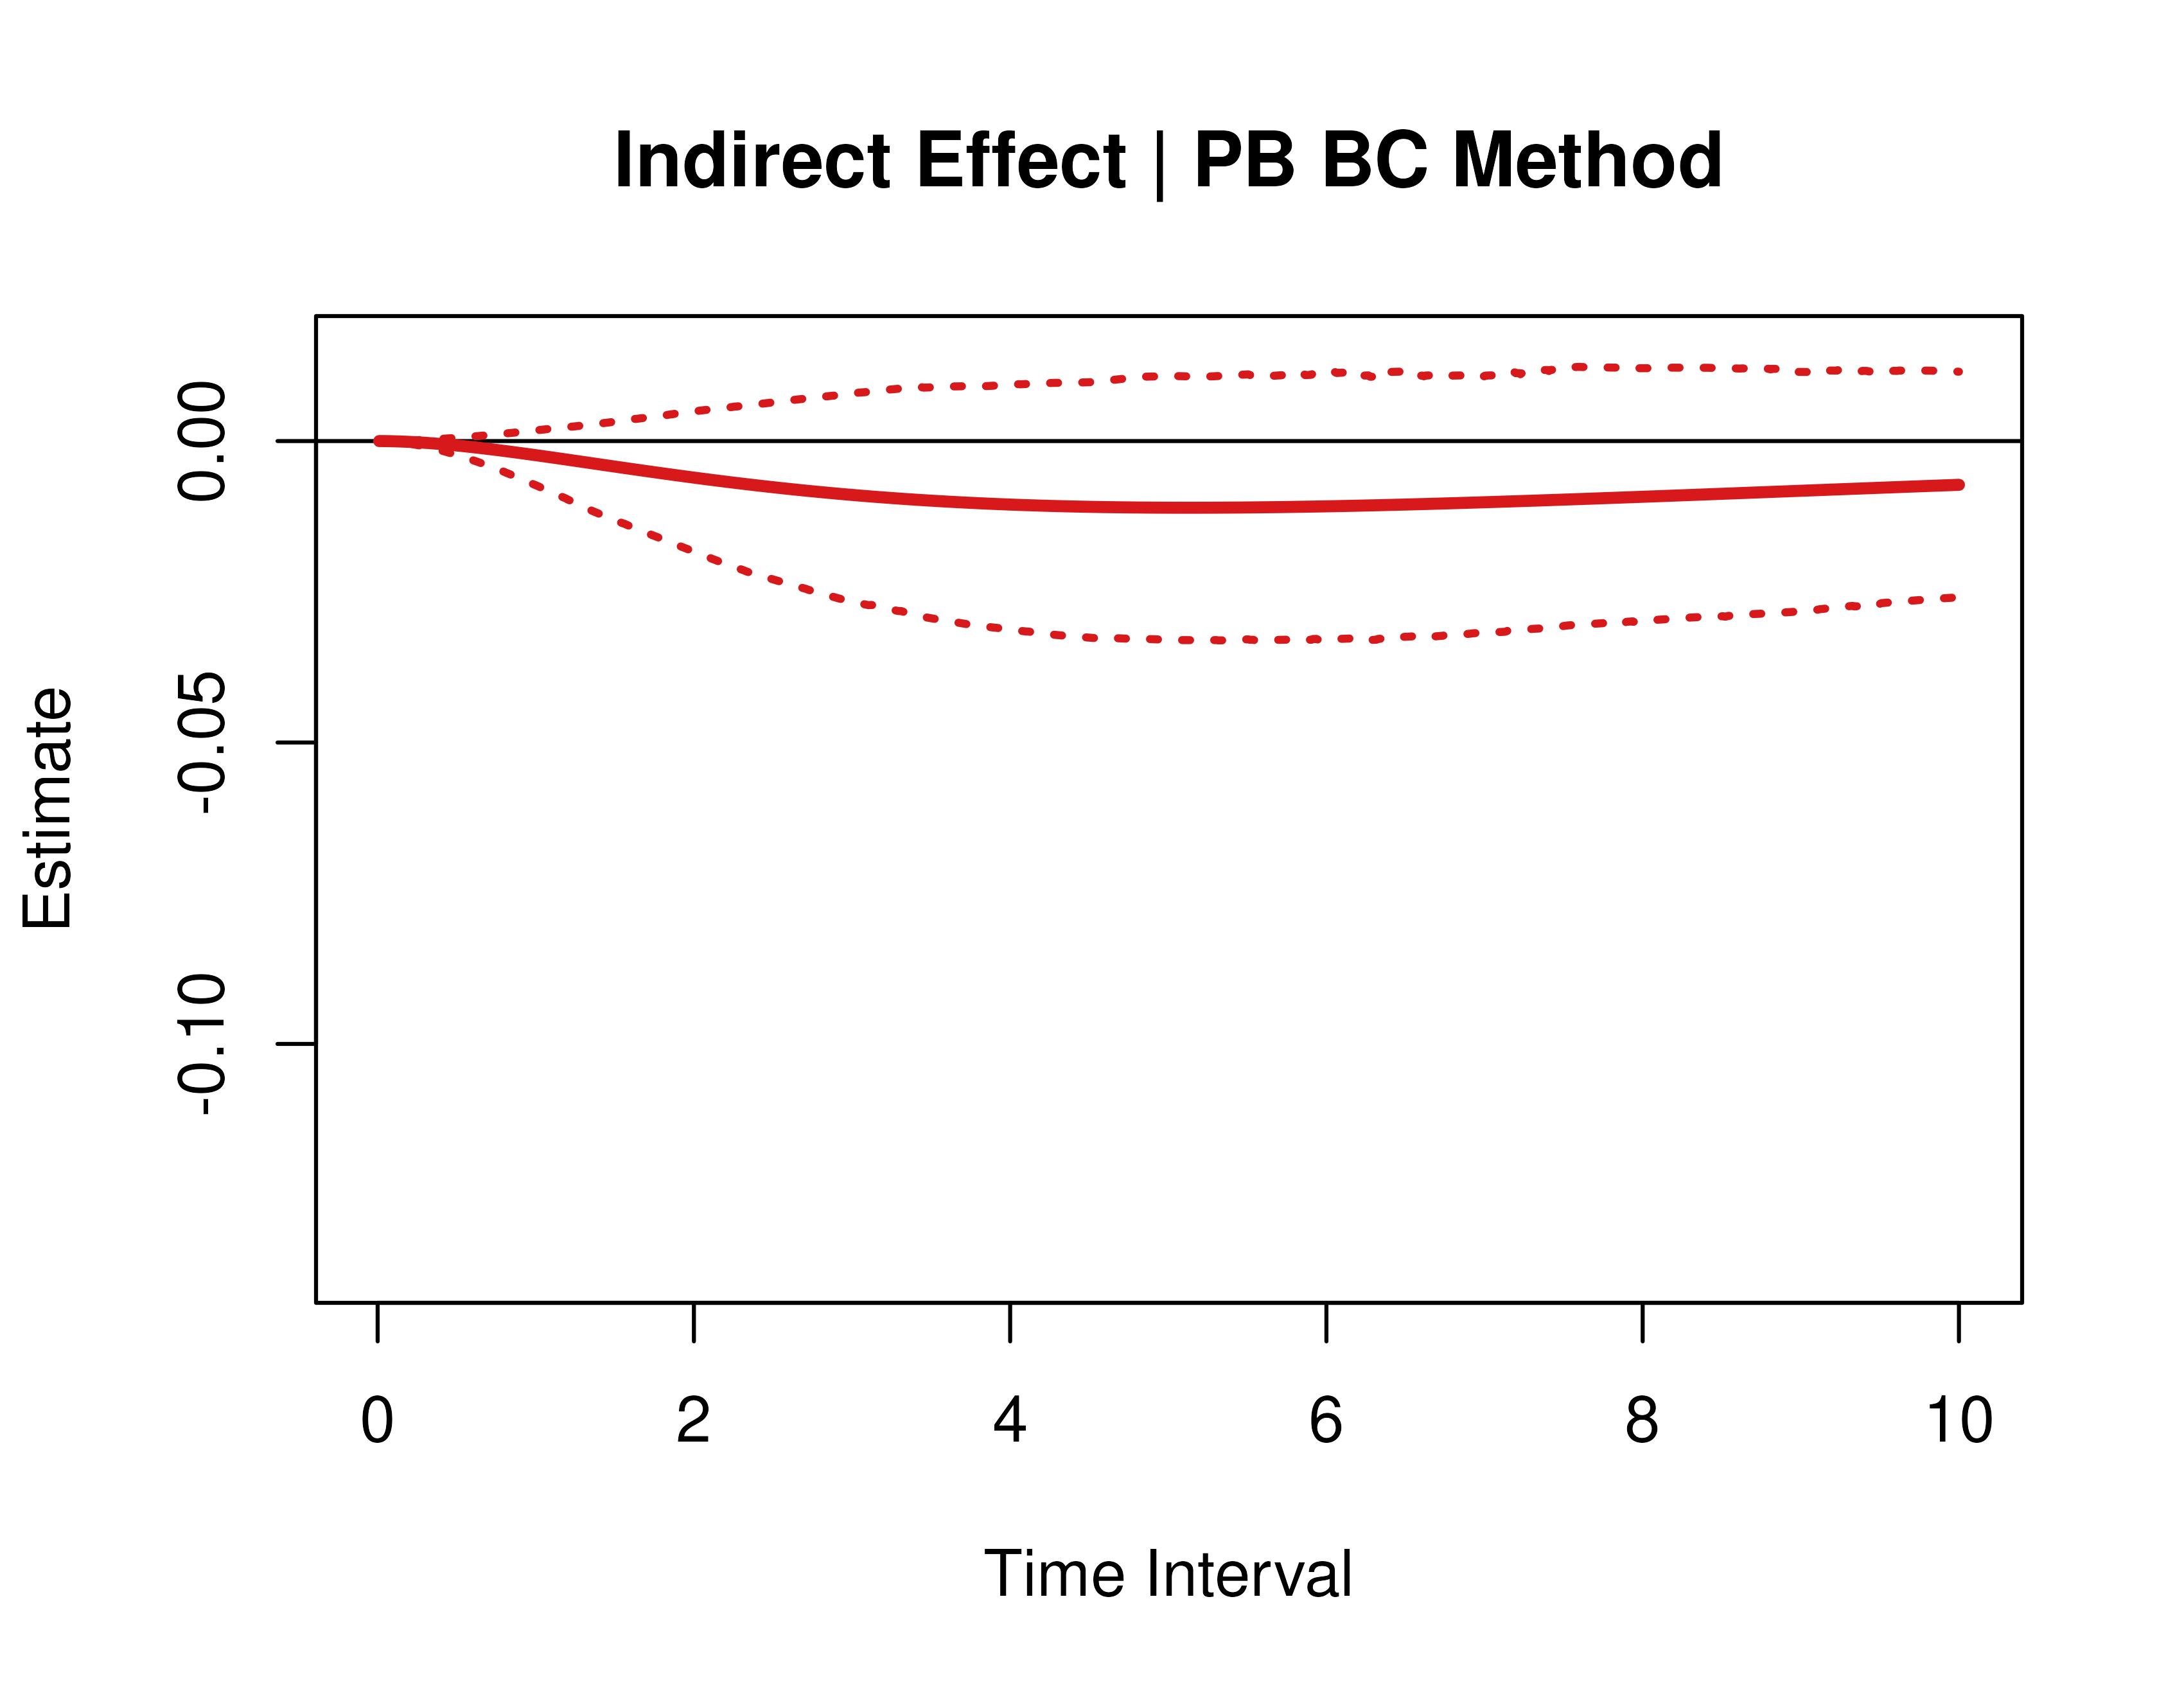 Indirect Effect | PB BC Method
Estimate
0.00
-0.05
-0.10
0 2 4 6 8 10
Time Interval